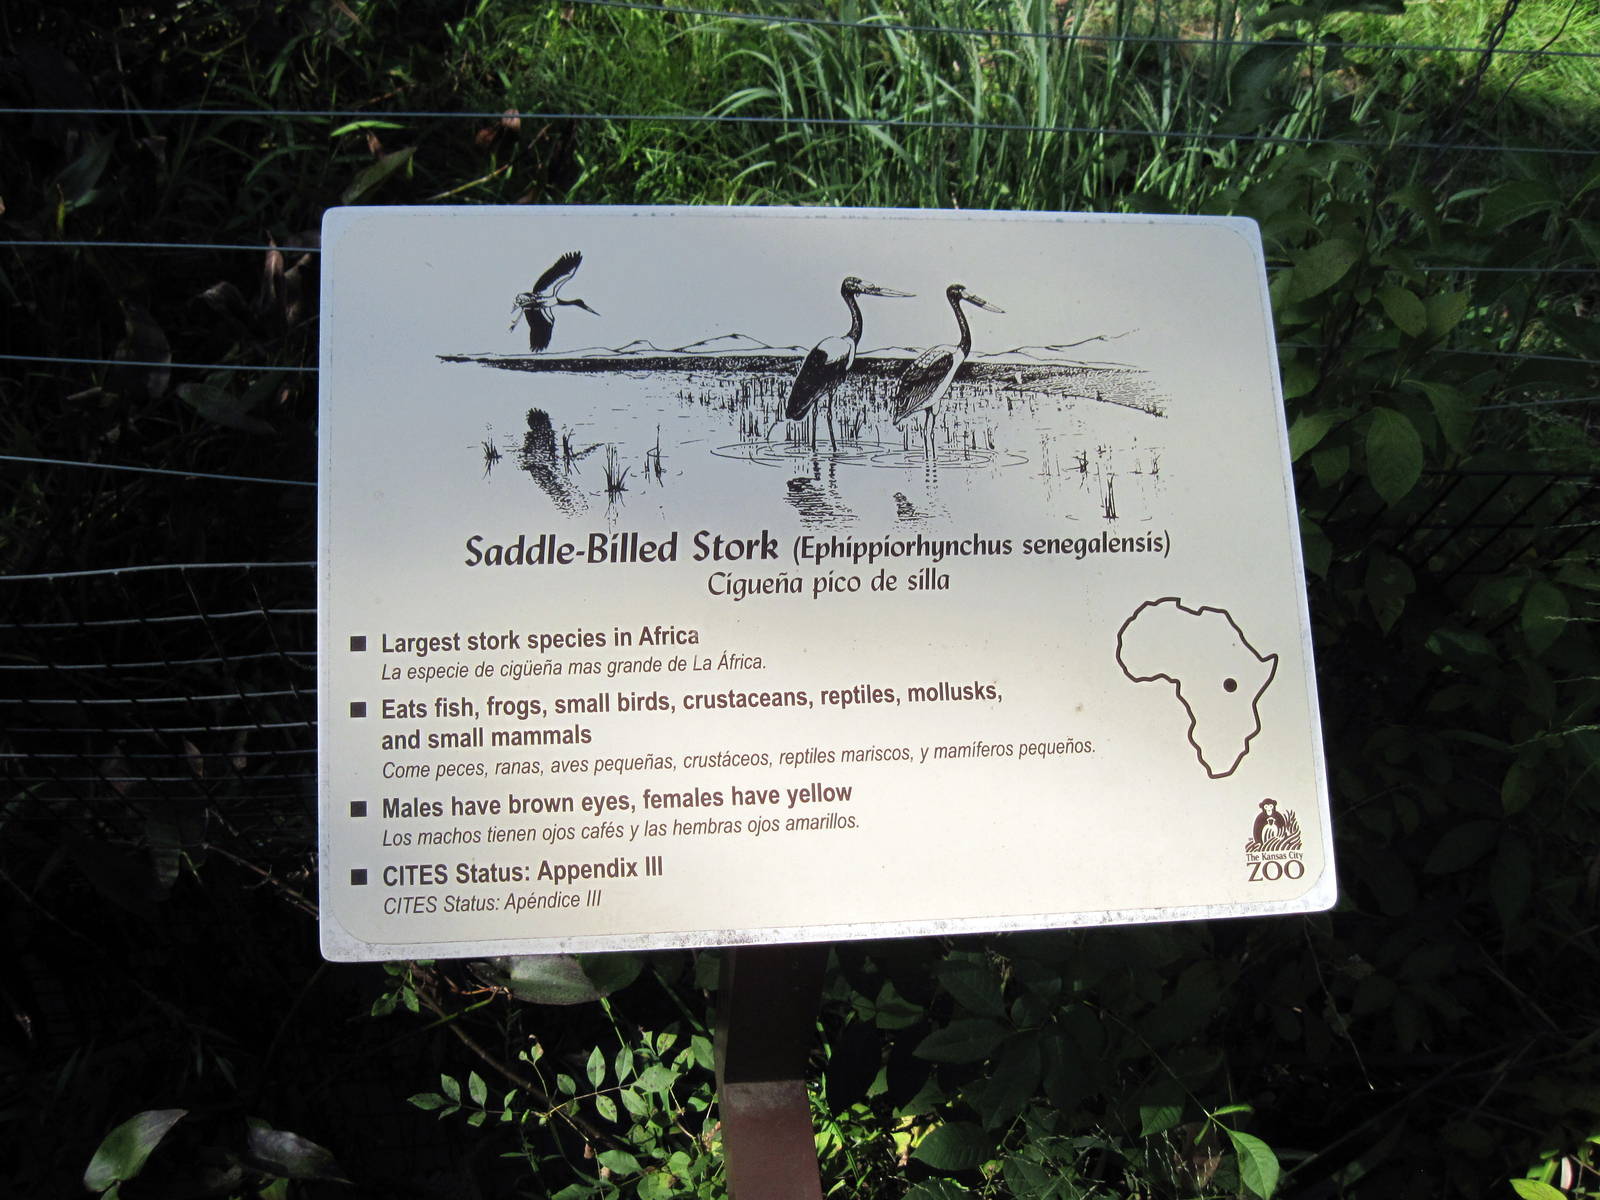 Saddle-Billed Stork (Ephippiorhynchus senegalensis)
Cigueña pico de silla
Largest stork species in Africa
La especie de cigüeña mas grande de La África.
Eats fish, frogs, small birds, crustaceans, reptiles, mollusks,
and small mammals
Come peces, ranas, aves pequeñas, crustáceos, reptiles mariscos, y mamíferos pequeños.
Males have brown eyes, females have yellow
Los machos tienen ojos cafés y las hembras ojos amarillos.
CITES Status: Appendix III
CITES Status: Apéndice III
The Kansas City
ZOO